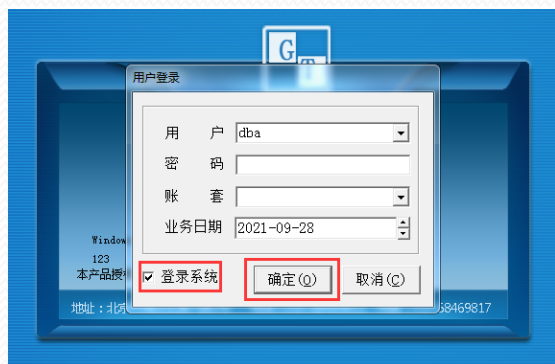 GT
用户登录
用 户 dba
密 码
账 套
业务日期 2021-09-28
Window
123
本产品授
登录系统 确定(O) 取消(C)
地址：北京 58469817